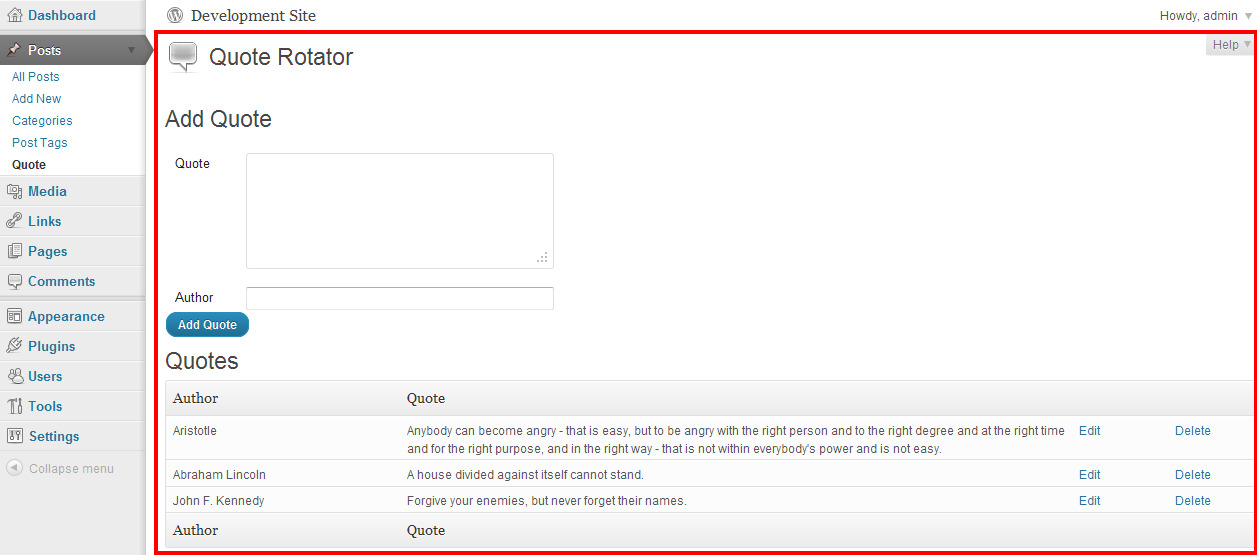 Dashboard
Posts
All Posts
Add New
Categories
Post Tags
Quote
Media
Links
Pages
Comments
Appearance
Plugins
Users
Tools
Settings
Collapse menu
Development Site
Howdy, admin
Help
Quote Rotator
Add Quote
Quote
Author
Add Quote
Quotes
Author Quote
Aristotle Anybody can become angry - that is easy, but to be angry with the right person and to the right degree and at the right time Edit Delete
and for the right purpose, and in the right way - that is not within everybody's power and is not easy.
Abraham Lincoln A house divided against itself cannot stand. Edit Delete
John F. Kennedy Forgive your enemies, but never forget their names. Edit Delete
Author Quote